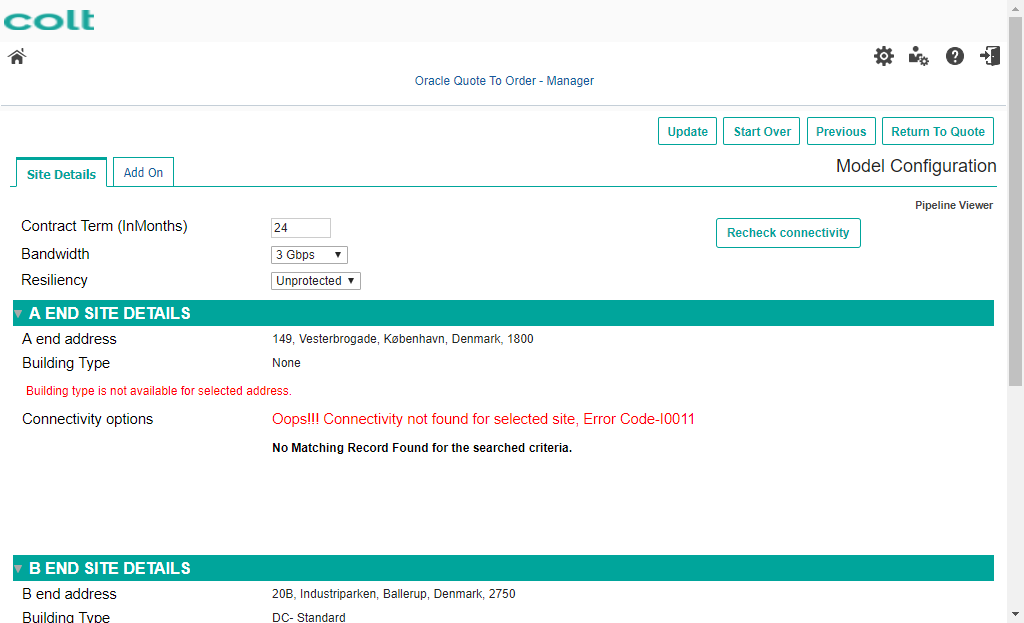 colt
Oracle Quote To Order - Manager
Update Start Over Previous Return To Quote
Site Details Add On Model Configuration
Pipeline Viewer
Contract Term (InMonths) 24 Recheck connectivity
Bandwidth 3 Gbps
Resiliency Unprotected
A END SITE DETAILS
A end address 149, Vesterbrogade, København, Denmark, 1800
Building Type None
Building type is not available for selected address.
Connectivity options Oops!!! Connectivity not found for selected site, Error Code-I0011
No Matching Record Found for the searched criteria.
B END SITE DETAILS
B end address 20B, Industriparken, Ballerup, Denmark, 2750
Building Type DC- Standard